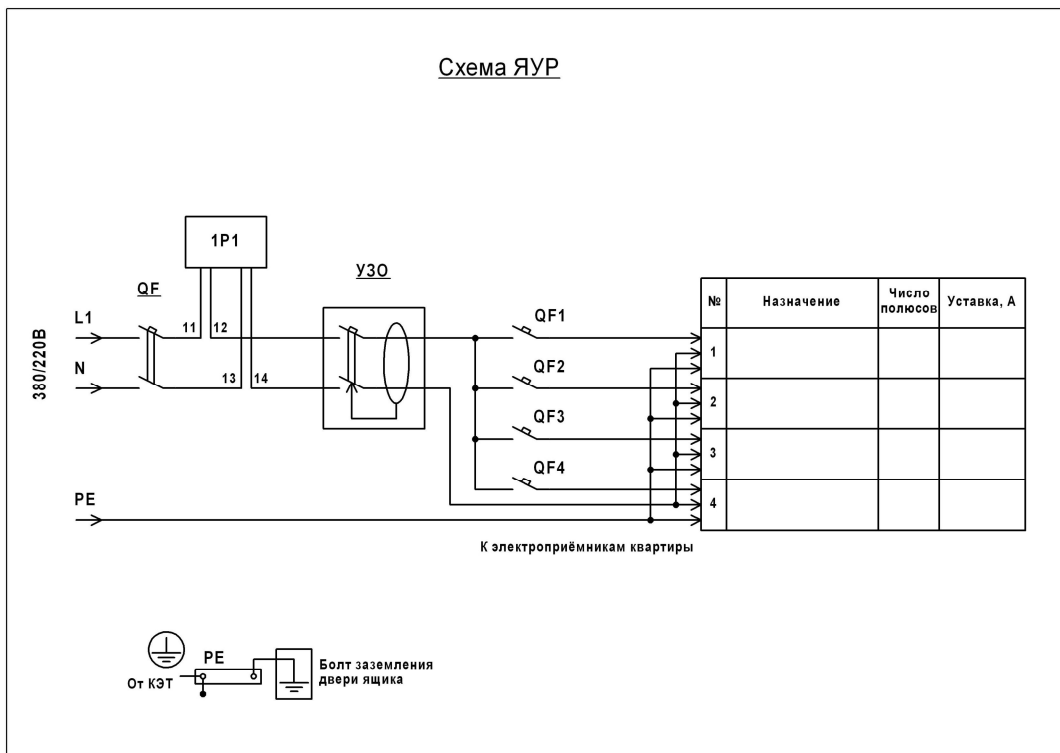 Схема ЯУР
1P1
УЗО
QF
L1
11
12
QF1
N
13
14
QF2
380/220В
QF3
QF4
PE
№
Назначение
Число
полюсов
Уставка, А
1
2
3
4
К электроприёмникам квартиры
PE
От КЭТ
Болт заземления
двери ящика